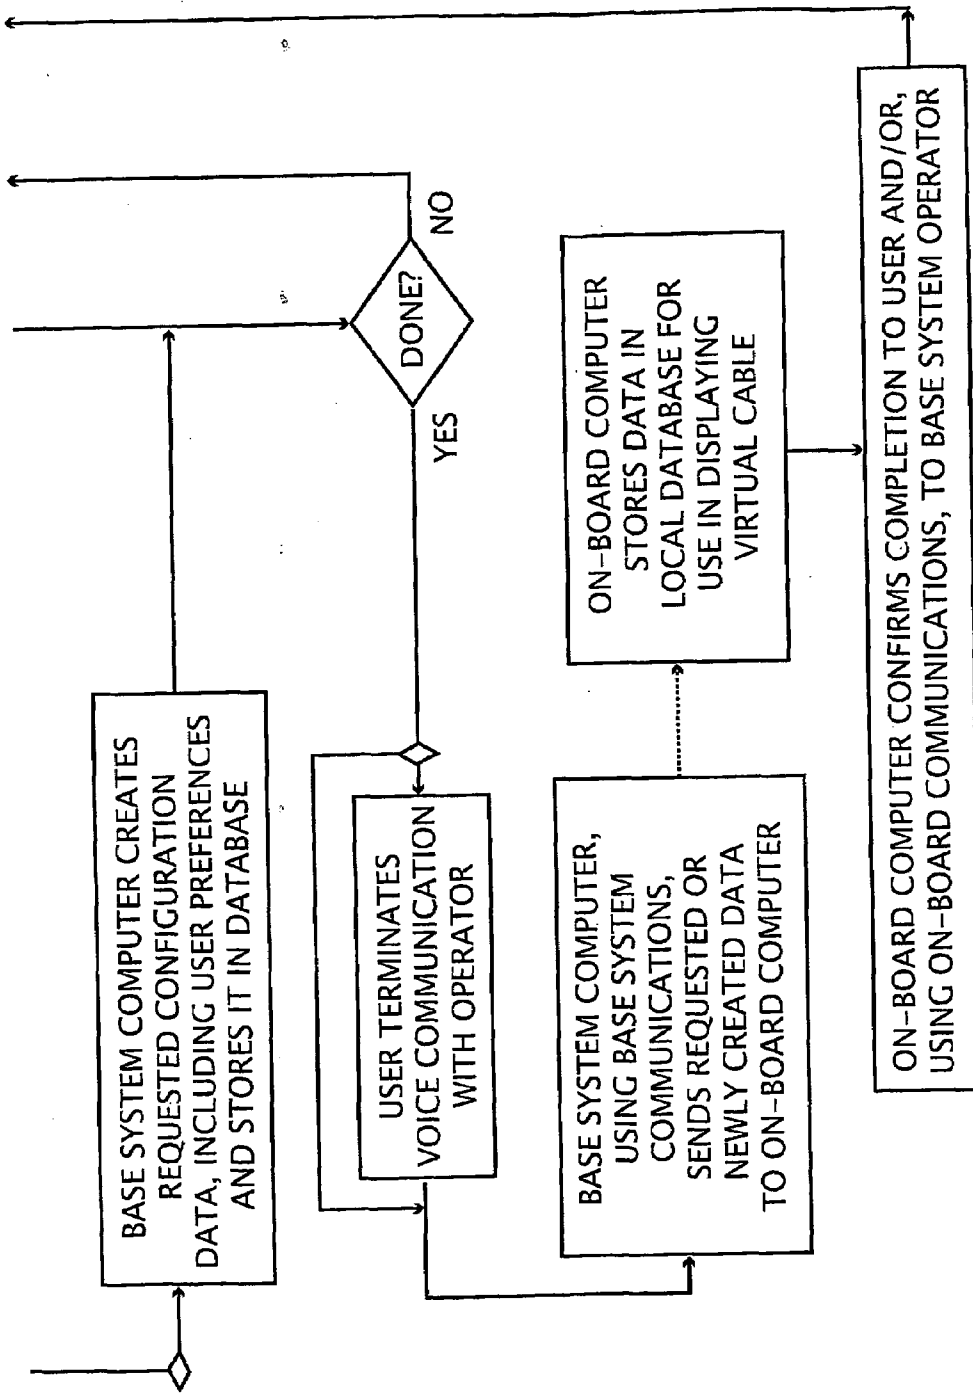 BASE SYSTEM COMPUTER CREATES
REQUESTED CONFIGURATION
DATA, INCLUDING USER PREFERENCES
AND STORES IT IN DATABASE
DONE?
NO
YES
USER TERMINATES
VOICE COMMUNICATION
WITH OPERATOR
BASE SYSTEM COMPUTER,
USING BASE SYSTEM
COMMUNICATIONS,
SENDS REQUESTED OR
NEWLY CREATED DATA
TO ON-BOARD COMPUTER
ON-BOARD COMPUTER
STORES DATA IN
LOCAL DATABASE FOR
USE IN DISPLAYING
VIRTUAL CABLE
ON-BOARD COMPUTER CONFIRMS COMPLETION TO USER AND/OR,
USING ON-BOARD COMMUNICATIONS, TO BASE SYSTEM OPERATOR